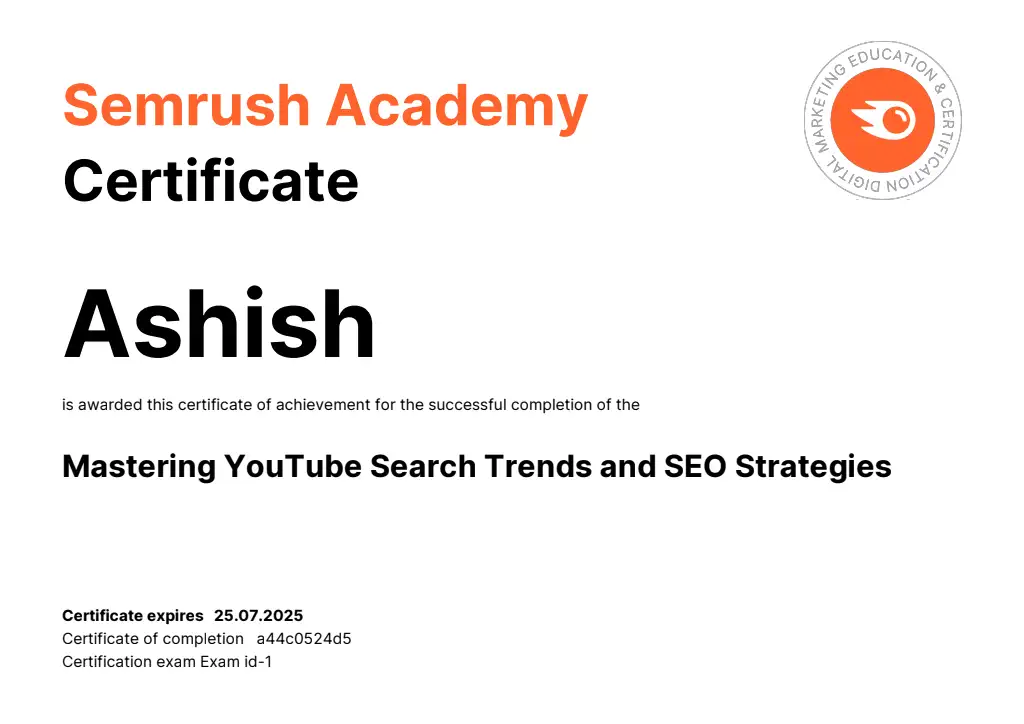 Semrush Academy
Certificate
DIGITAL MARKETING EDUCATION & CERTIFICATION
Ashish
is awarded this certificate of achievement for the successful completion of the
Mastering YouTube Search Trends and SEO Strategies
Certificate expires 25.07.2025
Certificate of completion a44c0524d5
Certification exam Exam id-1